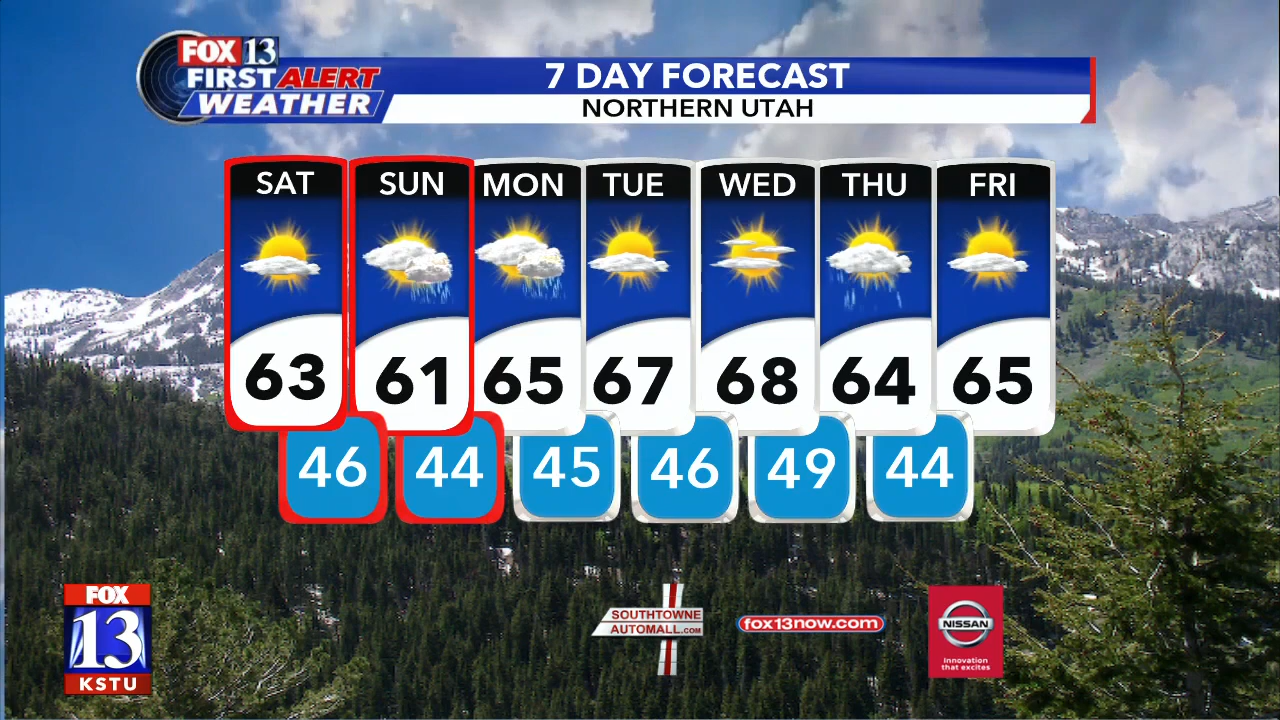 FOX 13
FIRST ALERT
WEATHER
7 DAY FORECAST
NORTHERN UTAH
SAT SUN MON TUE WED THU FRI
63 61 65 67 68 64 65
46 44 45 46 49 44
FOX
13
KSTU
SOUTHTOWNE
AUTOMALL.COM
fox13now.com
NISSAN
Innovation
that excites